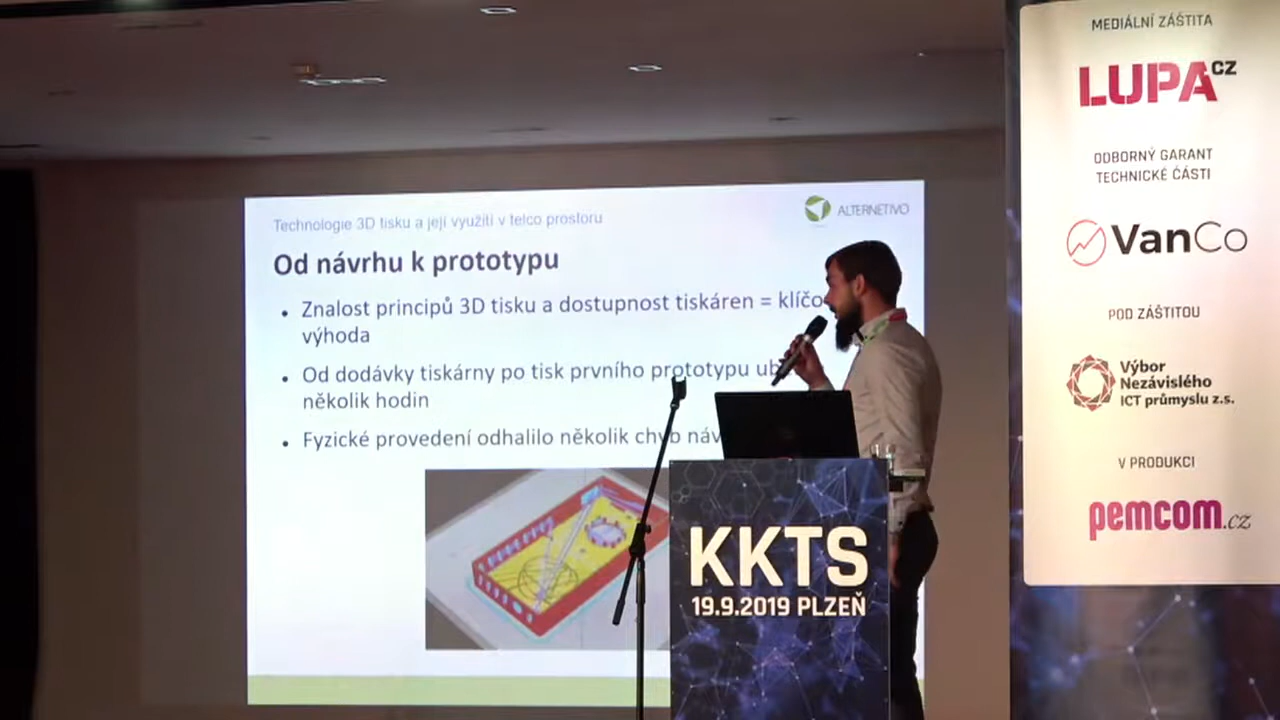 Technologie 3D tisku a její využití v telco prostoru
ALTERNETIVO
Od návrhu k prototypu
• Znalost principů 3D tisku a dostupnost tiskáren =
výhoda
• Od dodávky tiskárny po tisk prvního prototypu
několik hodin
• Fyzické provedení odhalilo několik chyb
KKTS
19.9.2019 PLZEŇ
MEDIÁLNÍ ZÁŠTITA
LUPA.CZ
ODBORNÝ GARANT
TECHNICKÉ ČÁSTI
VanCo
POD ZÁŠTITOU
Výbor
Nezávislého
ICT průmyslu z.s.
V PRODUKCI
pemcom.cz